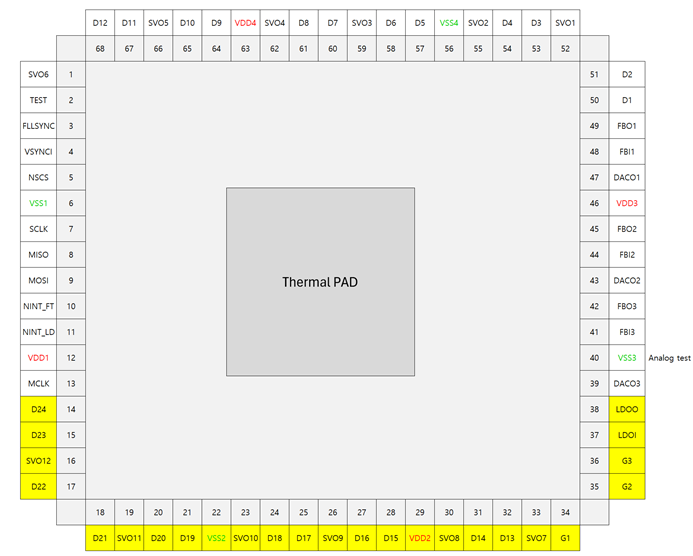 D12 D11 SVO5 D10 D9 VDD4 SVO4 D8 D7 SVO3 D6 D5 VSS4 SVO2 D4 D3 SVO1
68 67 66 65 64 63 62 61 60 59 58 57 56 55 54 53 52
SVO6 1 51 D2
TEST 2 50 D1
FLLSYNC 3 49 FBO1
VSYNCI 4 48 FBI1
NSCS 5 47 DACO1
VSS1 6 46 VDD3
SCLK 7 45 FBO2
MISO 8 44 FBI2
MOSI 9 43 DACO2
Thermal PAD
NINT_FT 10 42 FBO3
NINT_LD 11 41 FBI3
VDD1 12 40 VSS3 Analog test
MCLK 13 39 DACO3
D24 14 38 LDOO
D23 15 37 LDOI
SVO12 16 36 G3
D22 17 35 G2
18 19 20 21 22 23 24 25 26 27 28 29 30 31 32 33 34
D21 SVO11 D20 D19 VSS2 SVO10 D18 D17 SVO9 D16 D15 VDD2 SVO8 D14 D13 SVO7 G1